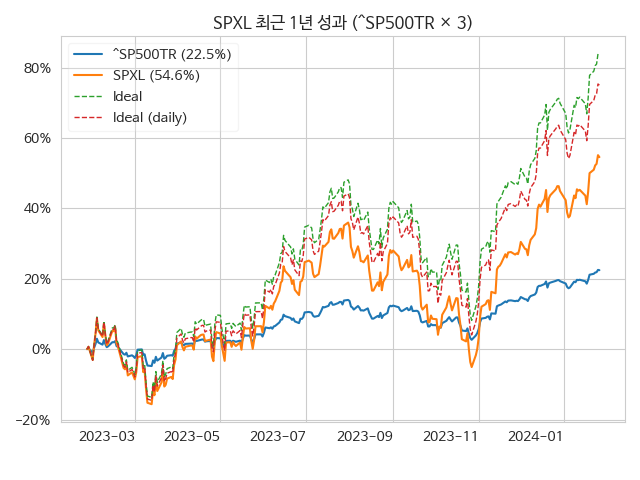 SPXL 최근 1년 성과 (^SP500TR × 3)
^SP500TR (22.5%)
SPXL (54.6%)
Ideal
Ideal (daily)
80%
60%
40%
20%
0%
−20%
2023−03
2023−05
2023−07
2023−09
2023−11
2024−01